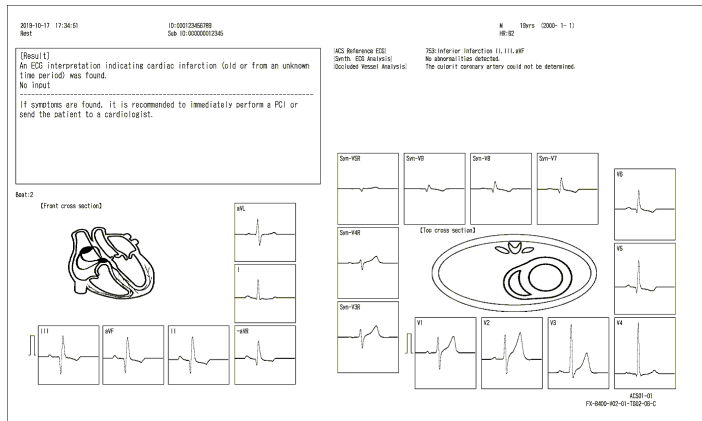 2019-10-17 17:34:51
Rest
ID:000123456789
Sub ID:000000012345
M 19yrs (2000- 1- 1)
HR:62
[Result]
An ECG interpretation indicating cardiac infarction (old or from an unknown
time period) was found.
No input
If symptoms are found, it is recommended to immediately perform a PCI or
send the patient to a cardiologist.
|ACS Reference ECG| 753:Inferior Infarction II,III,aVF
|Synth. ECG Analysis| No abnormalities detected.
|Occluded Vessel Analysis| The culprit coronary artery could not be determined.
Beat:2
[Front cross section]
aVL
I
III
aVF
II
-aVR
Syn-V5R
Syn-V9
Syn-V8
Syn-V7
V6
Syn-V4R
[Top cross section]
V5
Syn-V3R
V1
V2
V3
V4
ACS01-01
FX-8400-V02-01-TG02-06-C